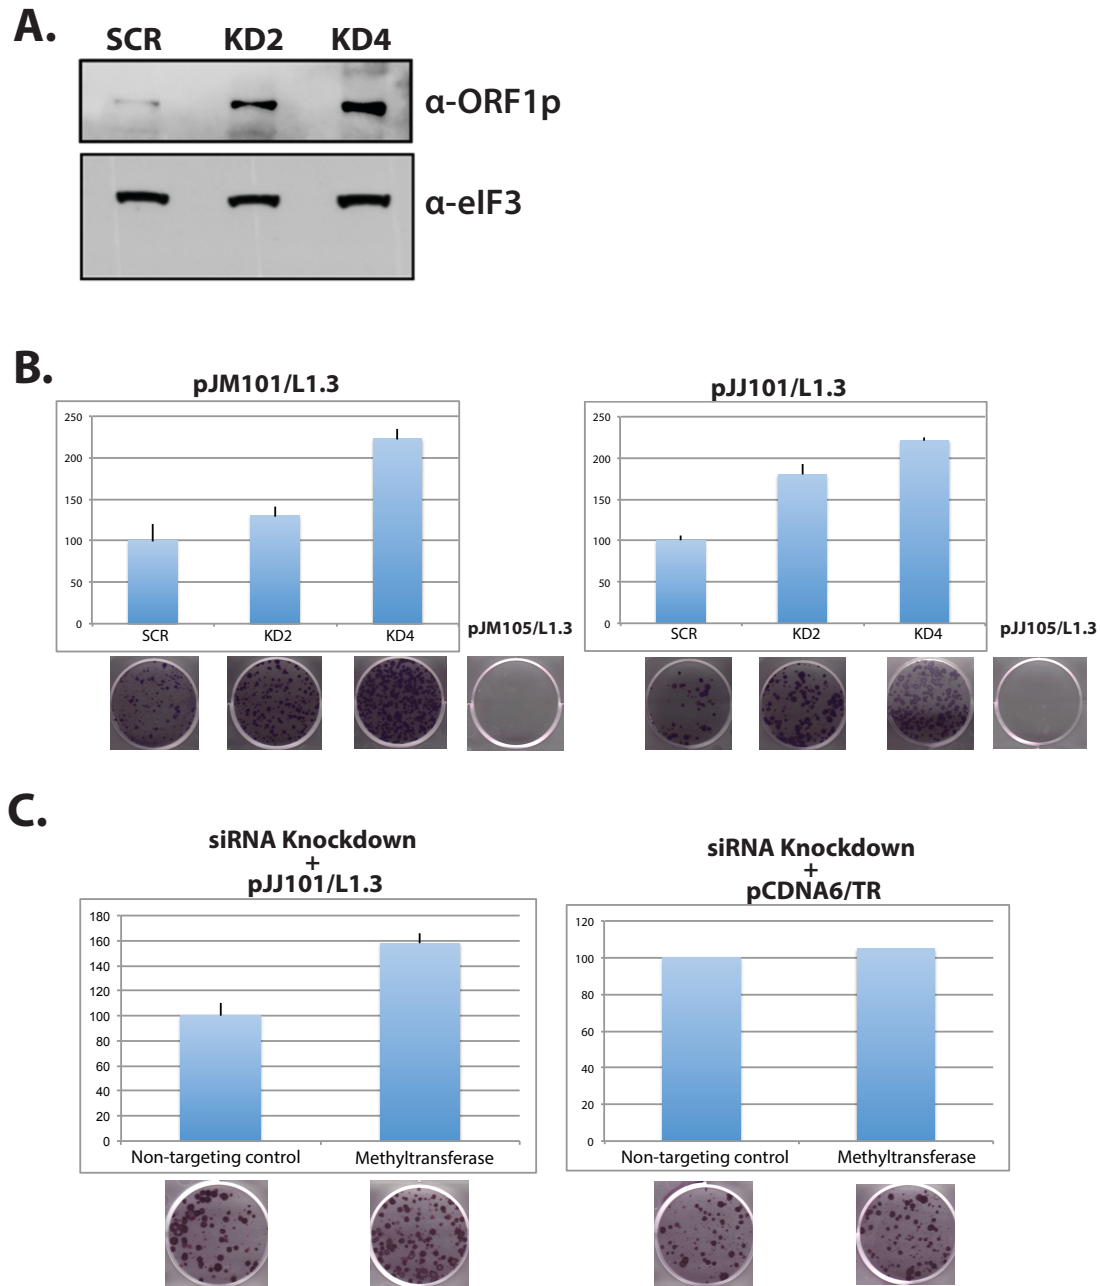 A.
SCR KD2 KD4
α-ORF1p
α-eIF3
B.
pJM101/L1.3
250
200
150
100
50
0
SCR KD2 KD4
pJM105/L1.3
pJJ101/L1.3
250
200
150
100
50
0
SCR KD2 KD4
pJJ105/L1.3
C.
siRNA Knockdown
+
pJJ101/L1.3
180
160
140
120
100
80
60
40
20
0
Non-targeting control Methyltransferase
siRNA Knockdown
+
pCDNA6/TR
120
100
80
60
40
20
0
Non-targeting control Methyltransferase